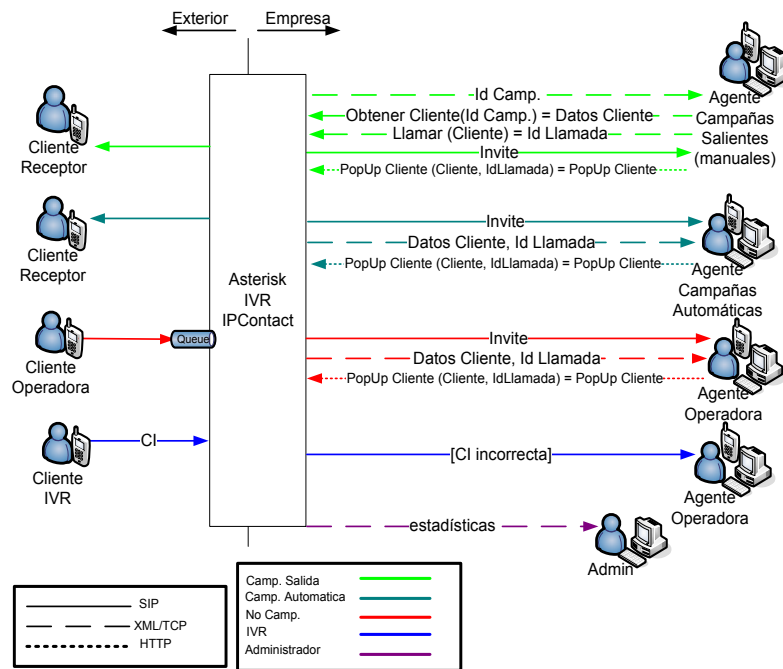 Exterior
Empresa
Id Camp.
Obtener Cliente(Id Camp.) = Datos Cliente
Llamar (Cliente) = Id Llamada
Invite
PopUp Cliente (Cliente, IdLlamada) = PopUp Cliente
Agente
Campañas
Salientes
(manuales)
Cliente
Receptor
Invite
Datos Cliente, Id Llamada
PopUp Cliente (Cliente, IdLlamada) = PopUp Cliente
Agente
Campañas
Automáticas
Cliente
Receptor
Asterisk
IVR
IPContact
Queue
Cliente
Operadora
Invite
Datos Cliente, Id Llamada
PopUp Cliente (Cliente, IdLlamada) = PopUp Cliente
Agente
Operadora
CI
Cliente
IVR
[CI incorrecta]
Agente
Operadora
estadísticas
Admin
SIP
XML/TCP
HTTP
Camp. Salida
Camp. Automatica
No Camp.
IVR
Administrador